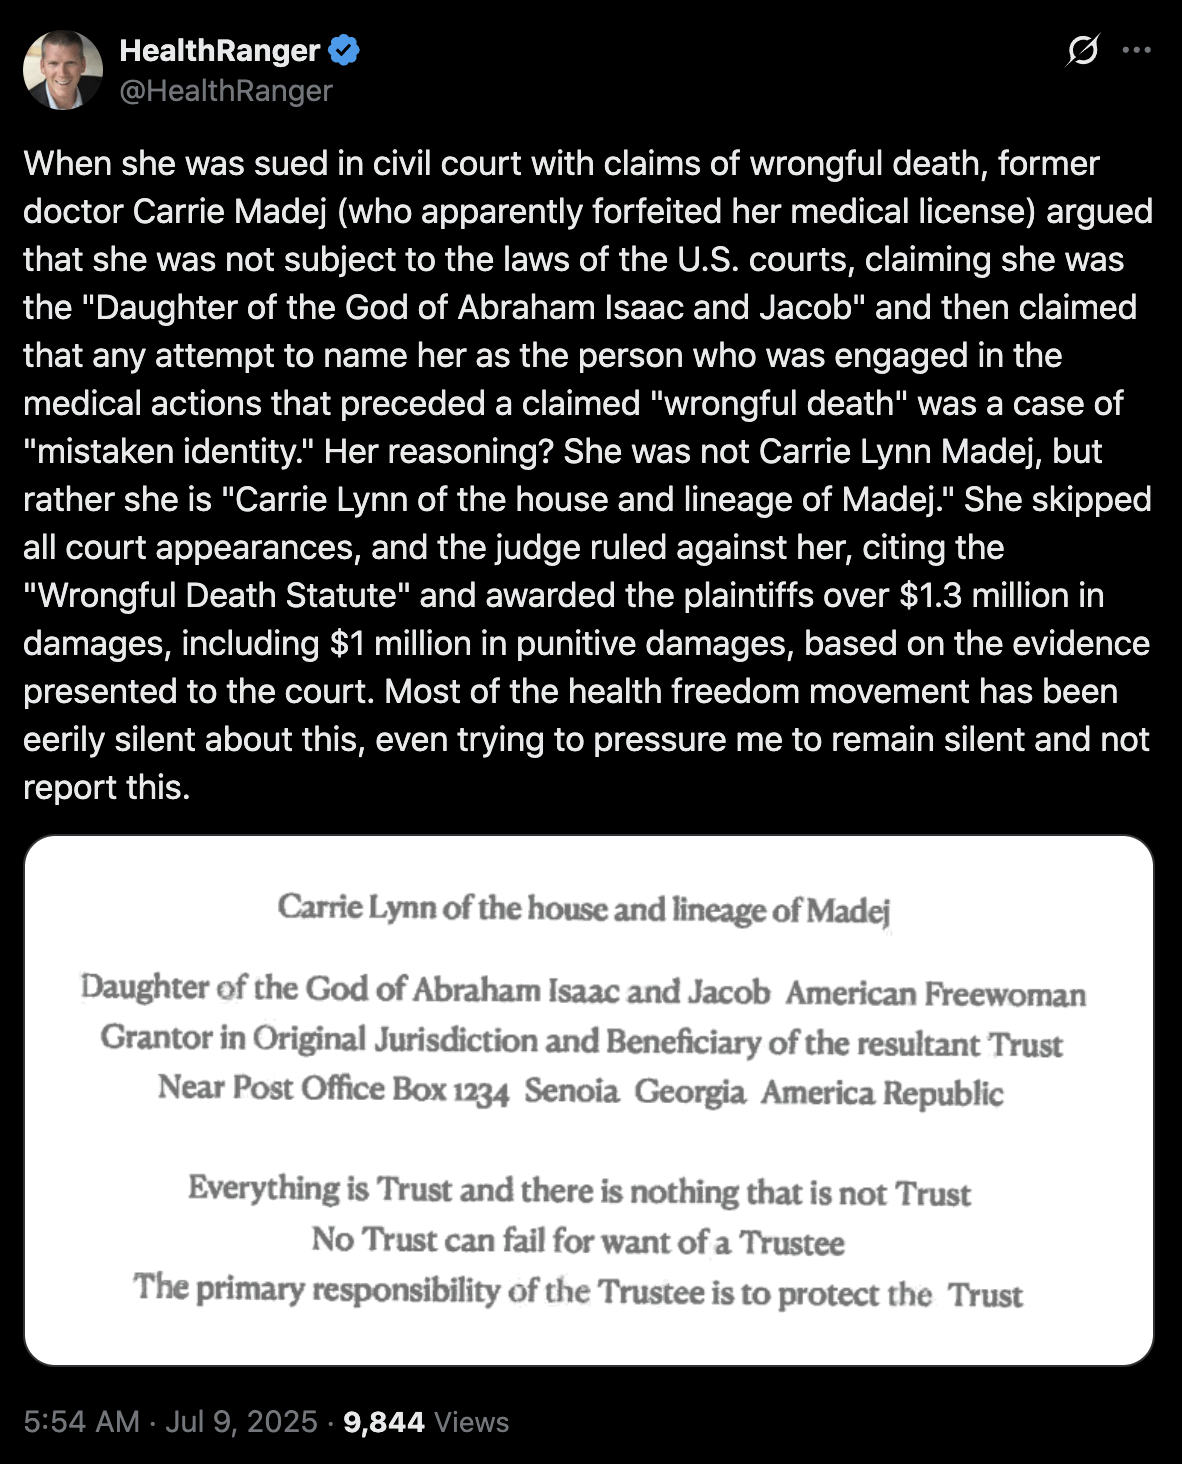 HealthRanger
@HealthRanger
When she was sued in civil court with claims of wrongful death, former
doctor Carrie Madej (who apparently forfeited her medical license) argued
that she was not subject to the laws of the U.S. courts, claiming she was
the "Daughter of the God of Abraham Isaac and Jacob" and then claimed
that any attempt to name her as the person who was engaged in the
medical actions that preceded a claimed "wrongful death" was a case of
"mistaken identity." Her reasoning? She was not Carrie Lynn Madej, but
rather she is "Carrie Lynn of the house and lineage of Madej." She skipped
all court appearances, and the judge ruled against her, citing the
"Wrongful Death Statute" and awarded the plaintiffs over $1.3 million in
damages, including $1 million in punitive damages, based on the evidence
presented to the court. Most of the health freedom movement has been
eerily silent about this, even trying to pressure me to remain silent and not
report this.
Carrie Lynn of the house and lineage of Madej
Daughter of the God of Abraham Isaac and Jacob American Freewoman
Grantor in Original Jurisdiction and Beneficiary of the resultant Trust
Near Post Office Box 1234 Senoia Georgia America Republic
Everything is Trust and there is nothing that is not Trust
No Trust can fail for want of a Trustee
The primary responsibility of the Trustee is to protect the Trust
5:54 AM · Jul 9, 2025 · 9,844 Views